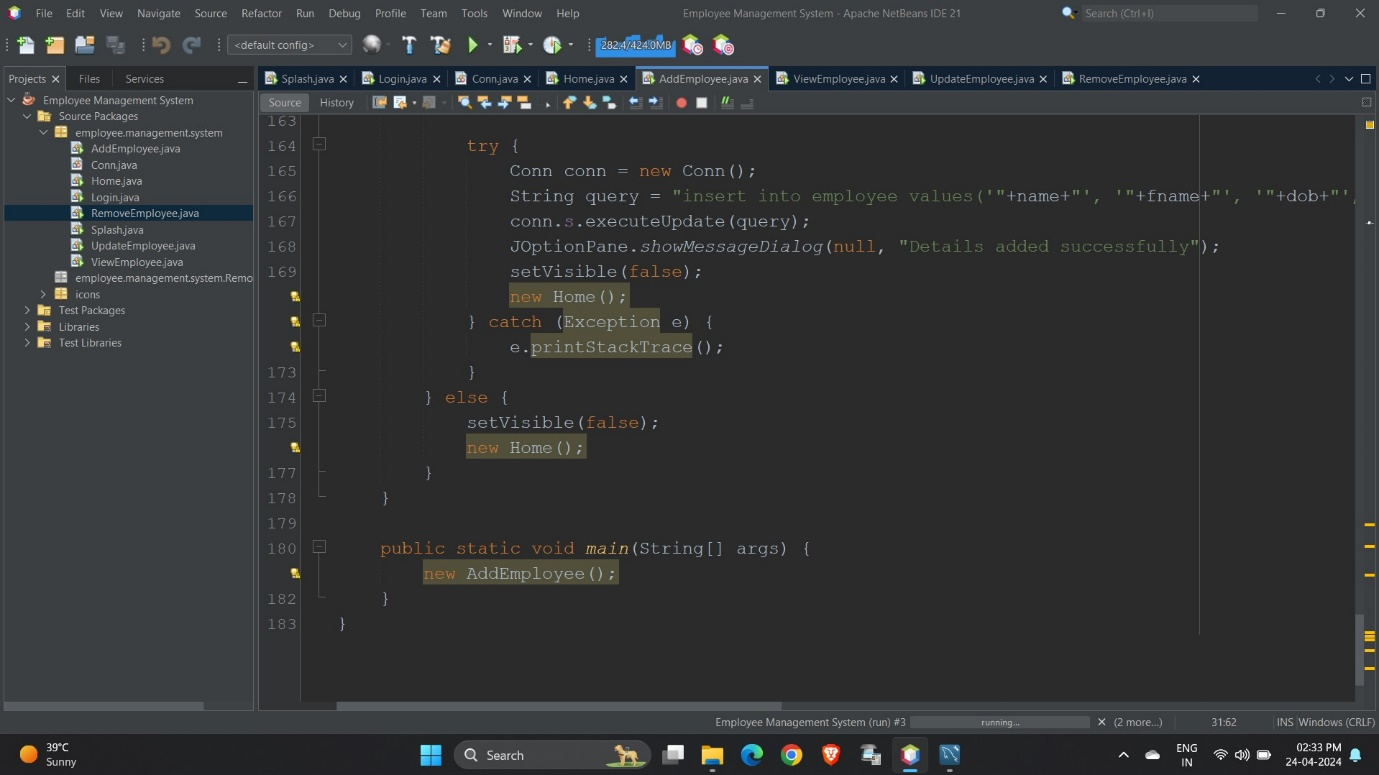 File Edit View Navigate Source Refactor Run Debug Profile Team Tools Window Help Employee Management System - Apache NetBeans IDE 21 Search (Ctrl+I)
<default config> 282.4/424.0MB
Projects Files Services Splash.java Login.java Conn.java Home.java AddEmployee.java ViewEmployee.java UpdateEmployee.java RemoveEmployee.java
Source History
Employee Management System
Source Packages
employee.management.system
AddEmployee.java
Conn.java
Home.java
Login.java
RemoveEmployee.java
Splash.java
UpdateEmployee.java
ViewEmployee.java
employee.management.system.Remo
icons
Test Packages
Libraries
Test Libraries
163
164 try {
165 Conn conn = new Conn();
166 String query = "insert into employee values('"+name+"', '"+fname+"', '"+dob+"',
167 conn.s.executeUpdate(query);
168 JOptionPane.showMessageDialog(null, "Details added successfully");
169 setVisible(false);
new Home();
} catch (Exception e) {
e.printStackTrace();
173 }
174 } else {
175 setVisible(false);
new Home();
177 }
178 }
179
180 public static void main(String[] args) {
new AddEmployee();
182 }
183 }
Employee Management System (run) #3 running... (2 more...) 31:62 INS Windows (CRLF)
39°C
Sunny
Search
ENG
IN
02:33 PM
24-04-2024